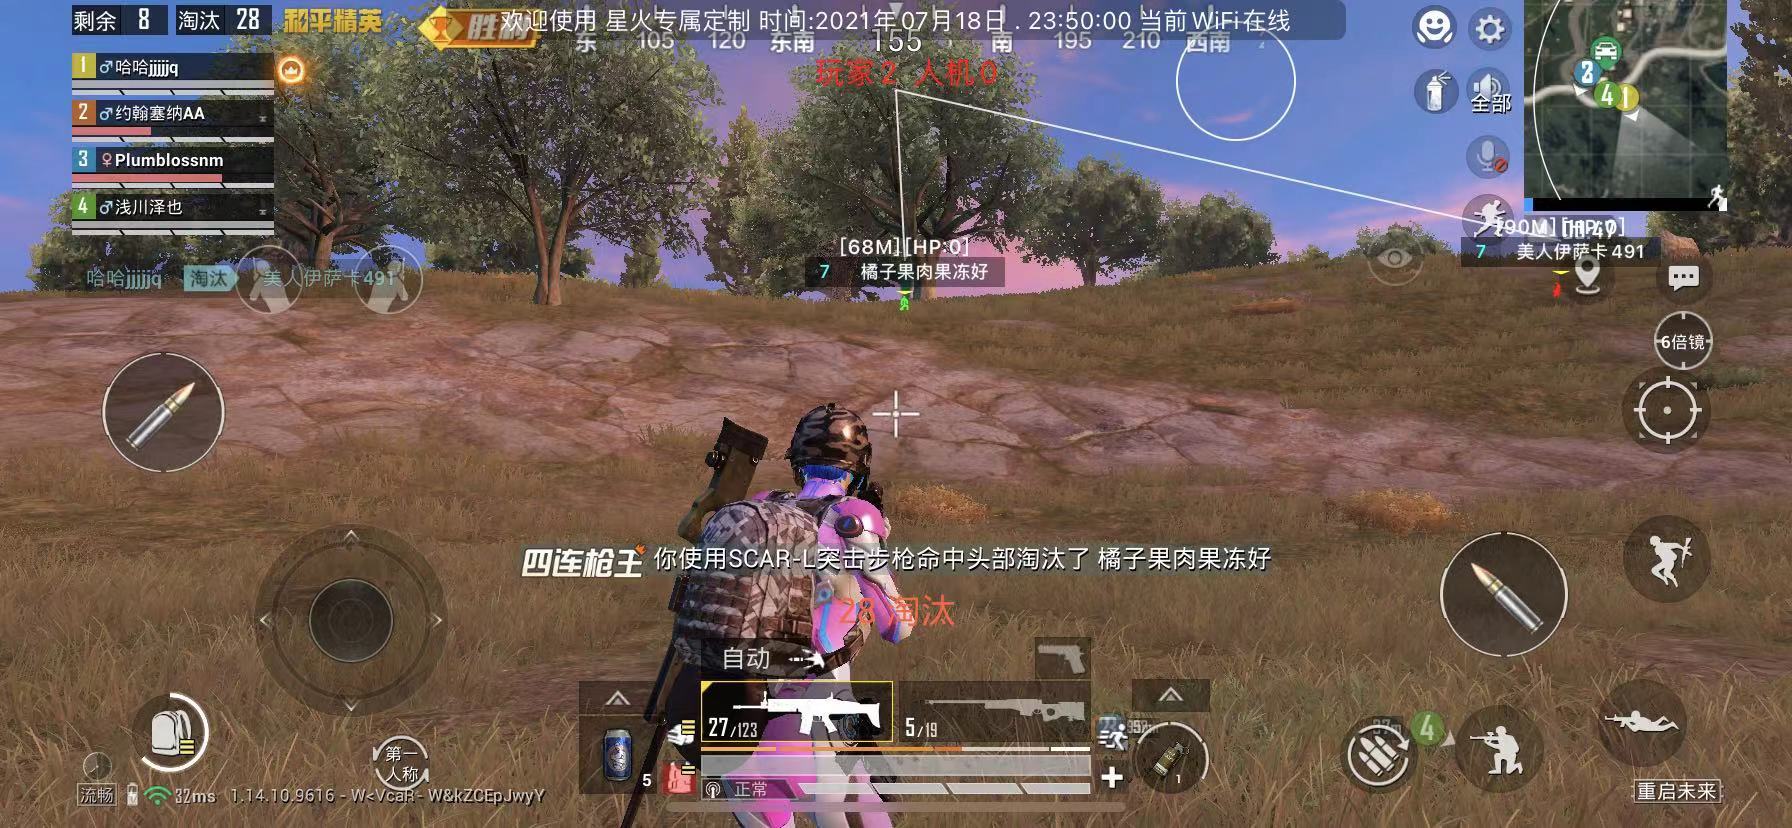 剩余 8 淘汰 28 和平精英
欢迎使用 星火专属定制 时间:2021年07月18日 . 23:50:00 当前WiFi在线
东 105 120 东南 155 南 195 210 西南
玩家2 人机0
1 ♂哈哈jjjjjq
2 ♂约翰塞纳AA
3 ♀Plumblossnm
4 ♂浅川泽也
全部
2
4 1
[68M][HP:0]
7 橘子果肉果冻好
7 美人伊萨卡491
哈哈jjjjjq 淘汰 美人伊萨卡491
6倍镜
四连枪王 你使用SCAR-L突击步枪命中头部淘汰了 橘子果肉果冻好
28 淘汰
自动
27/123
5/19
5
1
4
第一人称
正常
流畅 32ms 1.14.10.9616 - W<VcaR- W&kZCEpJwyY
重启未来